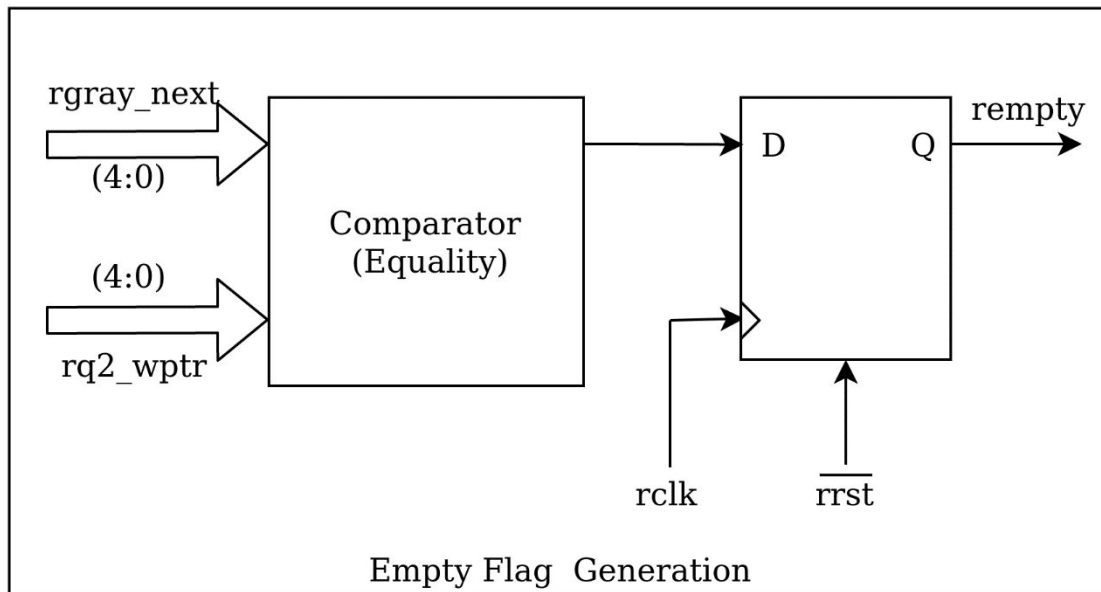 rgray_next
(4:0)
(4:0)
rq2_wptr
Comparator
(Equality)
D
Q
rempty
rclk
rrst
Empty Flag Generation